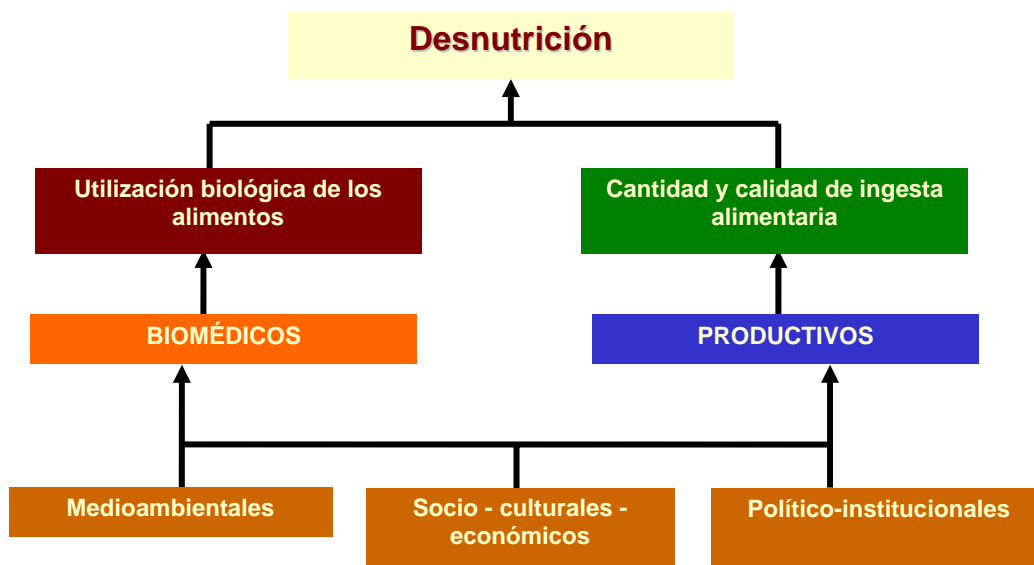 Desnutrición
Utilización biológica de los
alimentos
Cantidad y calidad de ingesta
alimentaria
BIOMÉDICOS
PRODUCTIVOS
Medioambientales
Socio - culturales -
económicos
Político-institucionales